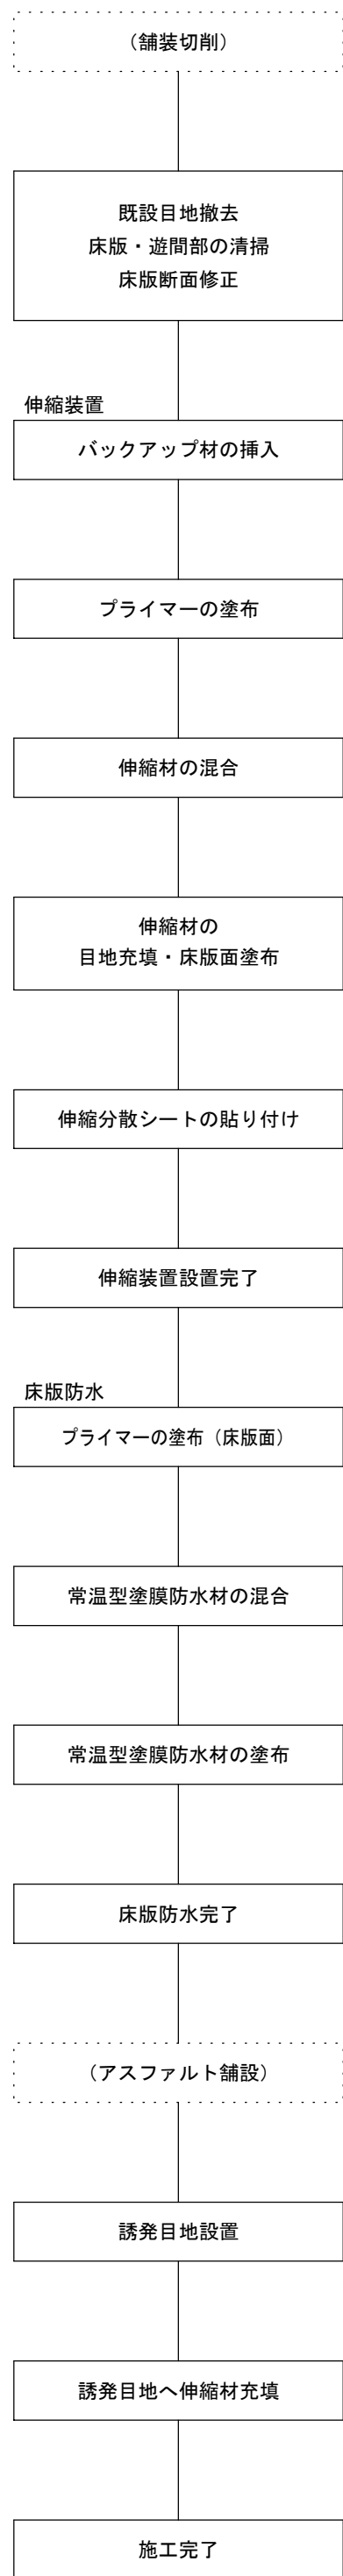 （舗装切削）
既設目地撤去
床版・遊間部の清掃
床版断面修正
伸縮装置
バックアップ材の挿入
プライマーの塗布
伸縮材の混合
伸縮材の
目地充填・床版面塗布
伸縮分散シートの貼り付け
伸縮装置設置完了
床版防水
プライマーの塗布（床版面）
常温型塗膜防水材の混合
常温型塗膜防水材の塗布
床版防水完了
（アスファルト舗設）
誘発目地設置
誘発目地へ伸縮材充填
施工完了